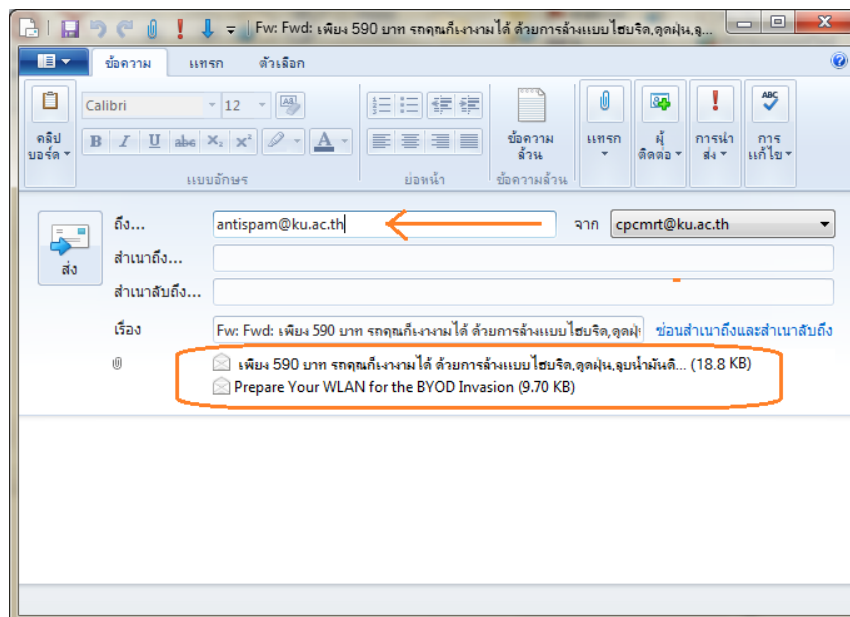 Fw: Fwd: เพียง 590 บาท รถคุณก็เงางามได้ ด้วยการล้างแบบไฮบริด,ดูดฝุ่น,ลู...
ข้อความ แทรก ตัวเลือก
Calibri 12
คลิปบอร์ด
B I U abc X₂ X² A
แบบอักษร
ย่อหน้า
ข้อความล้วน
ข้อความล้วน
แทรก
ผู้ติดต่อ
การนำส่ง
ABC
การแก้ไข
ส่ง
ถึง... antispam@ku.ac.th จาก cpcmrt@ku.ac.th
สำเนาถึง...
สำเนาลับถึง...
เรื่อง Fw: Fwd: เพียง 590 บาท รถคุณก็เงางามได้ ด้วยการล้างแบบไฮบริด,ดูดฝุ่ ซ่อนสำเนาถึงและสำเนาลับถึง
เพียง 590 บาท รถคุณก็เงางามได้ ด้วยการล้างแบบไฮบริด,ดูดฝุ่น,ลูบน้ำมันดิ... (18.8 KB)
Prepare Your WLAN for the BYOD Invasion (9.70 KB)